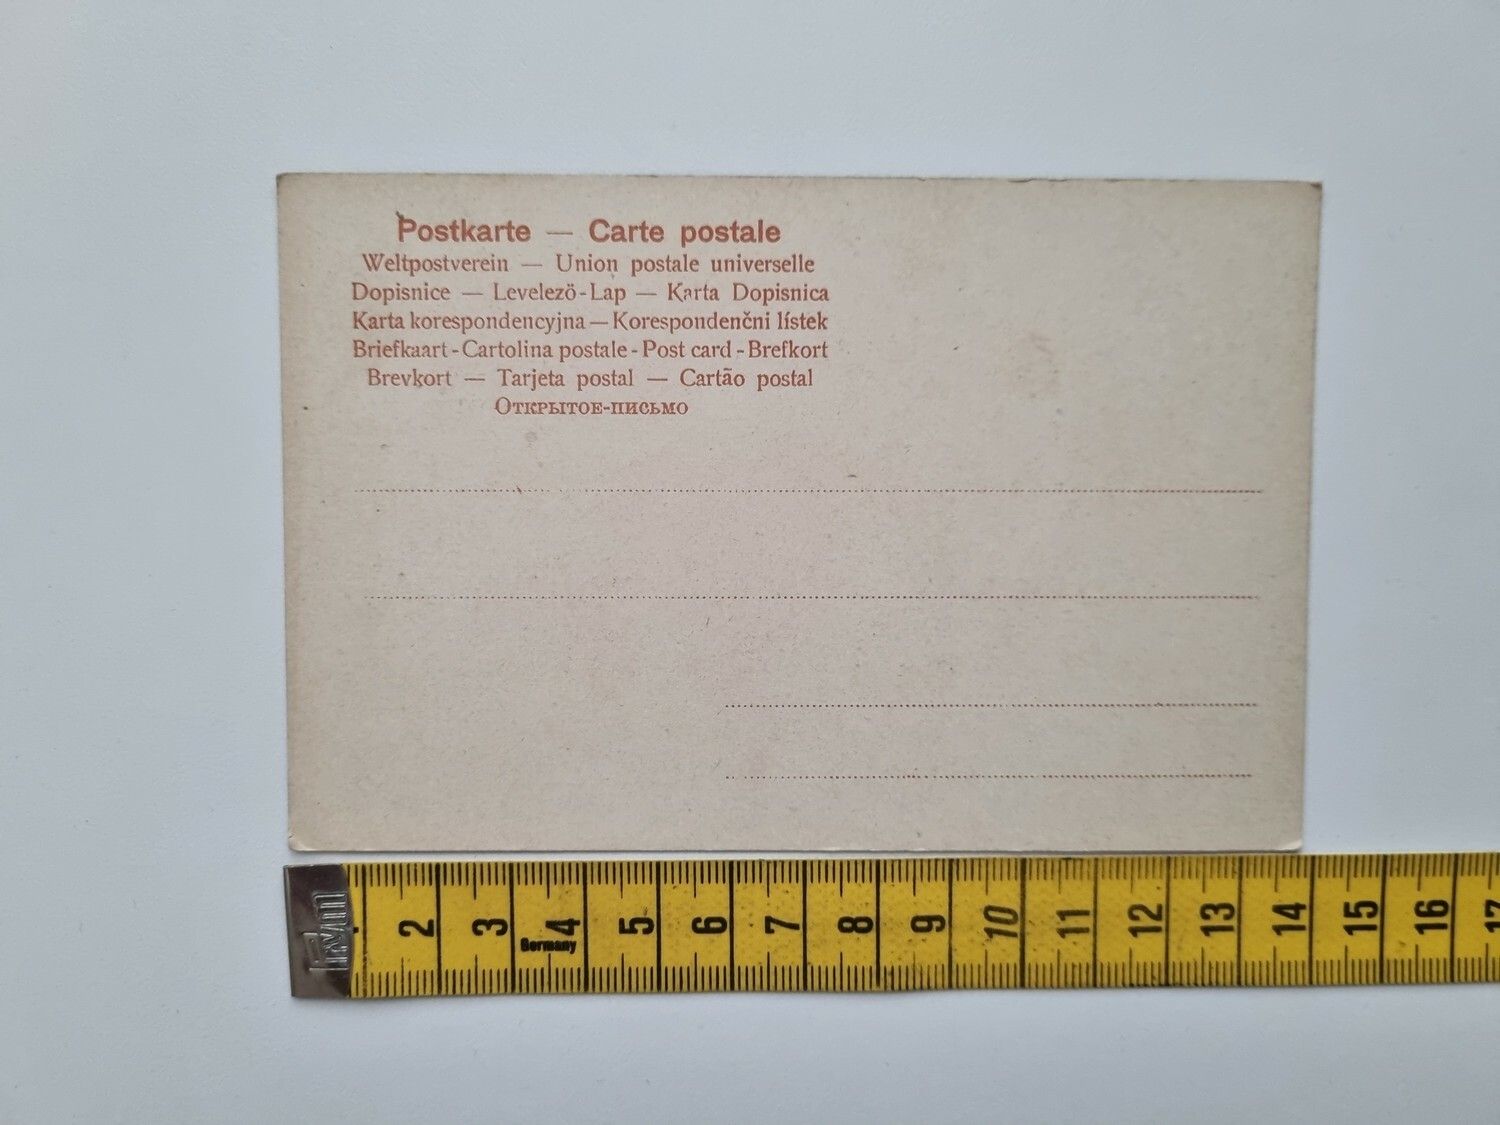 Postkarte — Carte postale
Weltpostverein — Union postale universelle
Dopisnice — Levelezö-Lap — Karta Dopisnica
Karta korespondencyjna — Korespondenčni lístek
Briefkaart - Cartolina postale - Post card - Brefkort
Brevkort — Tarjeta postal — Cartão postal
Открытое-письмо
2 3 4 5 6 7 8 9 10 11 12 13 14 15 16 17
Germany